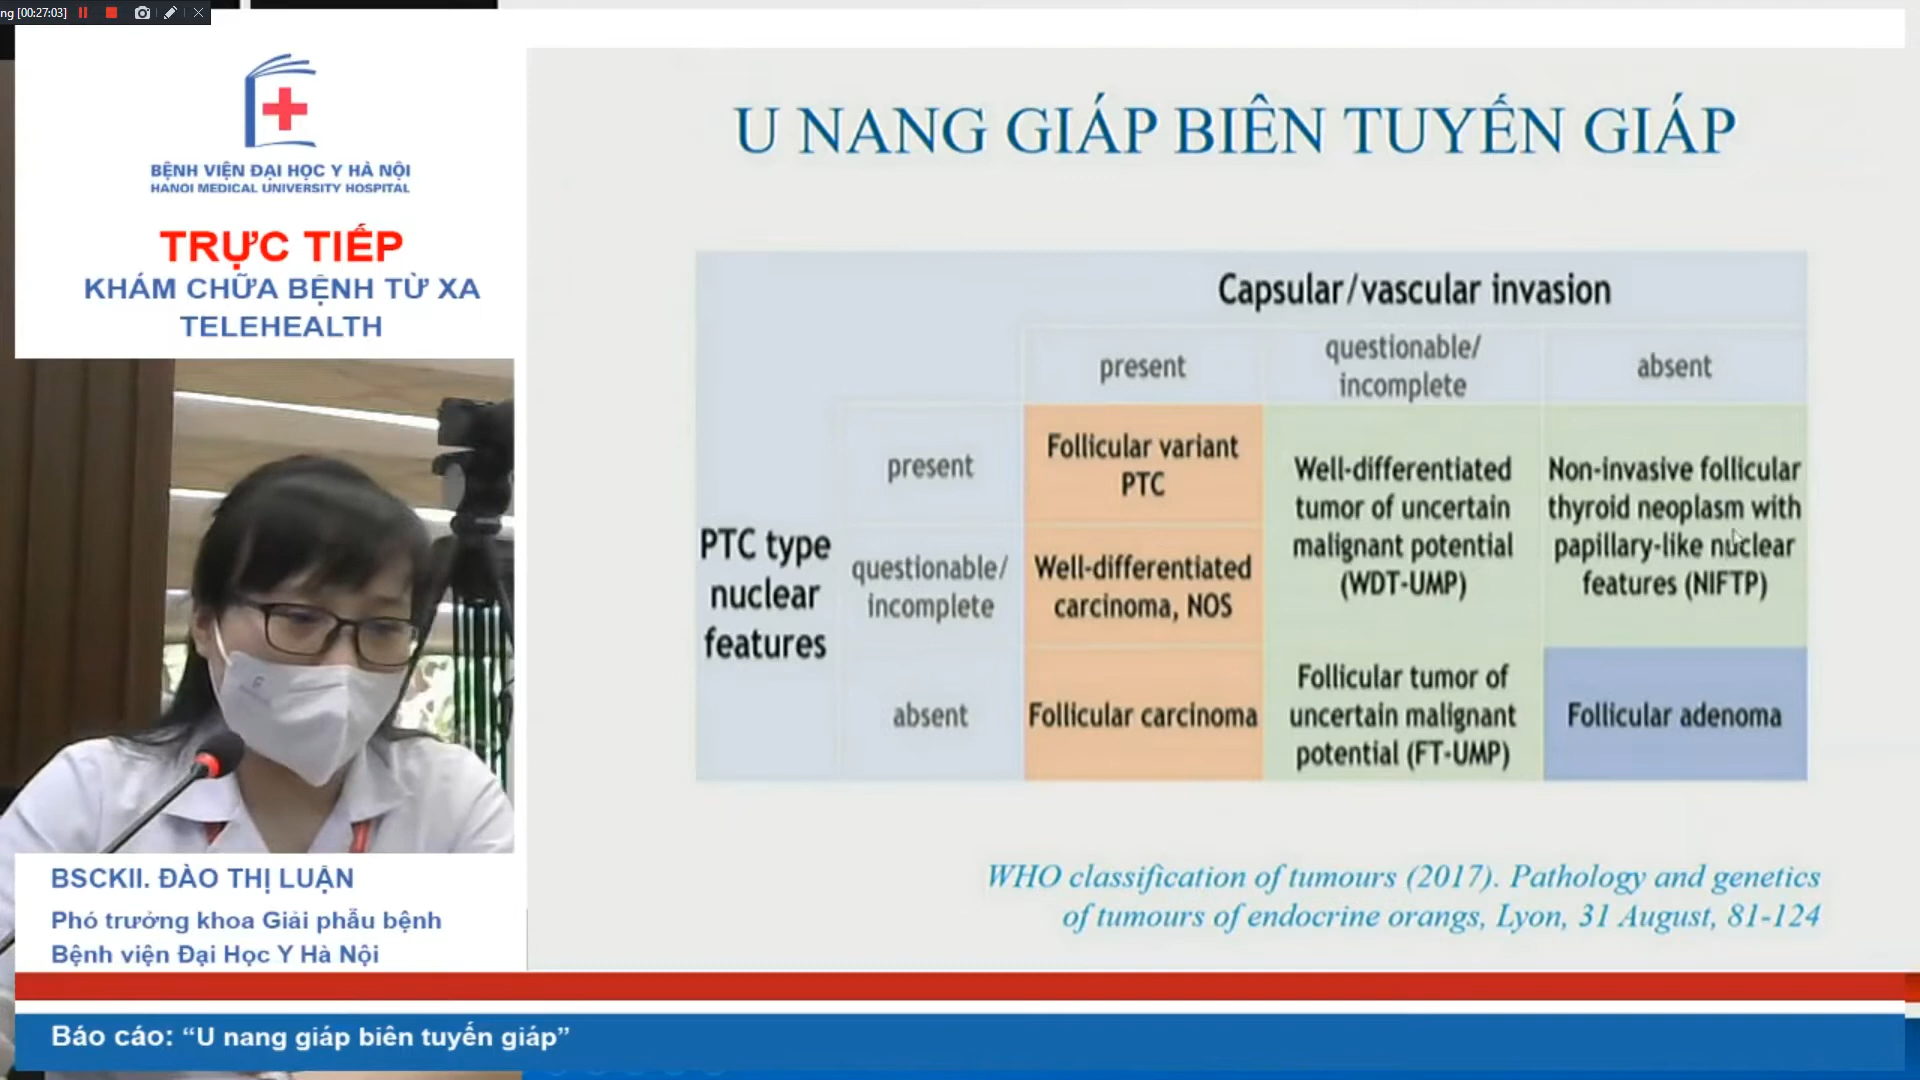 ng [00:27:03]
BỆNH VIỆN ĐẠI HỌC Y HÀ NỘI
HANOI MEDICAL UNIVERSITY HOSPITAL
TRỰC TIẾP
KHÁM CHỮA BỆNH TỪ XA
TELEHEALTH
BSCKII. ĐÀO THỊ LUẬN
Phó trưởng khoa Giải phẫu bệnh
Bệnh viện Đại Học Y Hà Nội
U NANG GIÁP BIÊN TUYẾN GIÁP
Capsular/vascular invasion
present
questionable/
incomplete
absent
PTC type
nuclear
features
present
Follicular variant
PTC
Well-differentiated
tumor of uncertain
malignant potential
(WDT-UMP)
Non-invasive follicular
thyroid neoplasm with
papillary-like nuclear
features (NIFTP)
questionable/
incomplete
Well-differentiated
carcinoma, NOS
absent
Follicular carcinoma
Follicular tumor of
uncertain malignant
potential (FT-UMP)
Follicular adenoma
WHO classification of tumours (2017). Pathology and genetics
of tumours of endocrine orangs, Lyon, 31 August, 81-124
Báo cáo: “U nang giáp biên tuyến giáp”